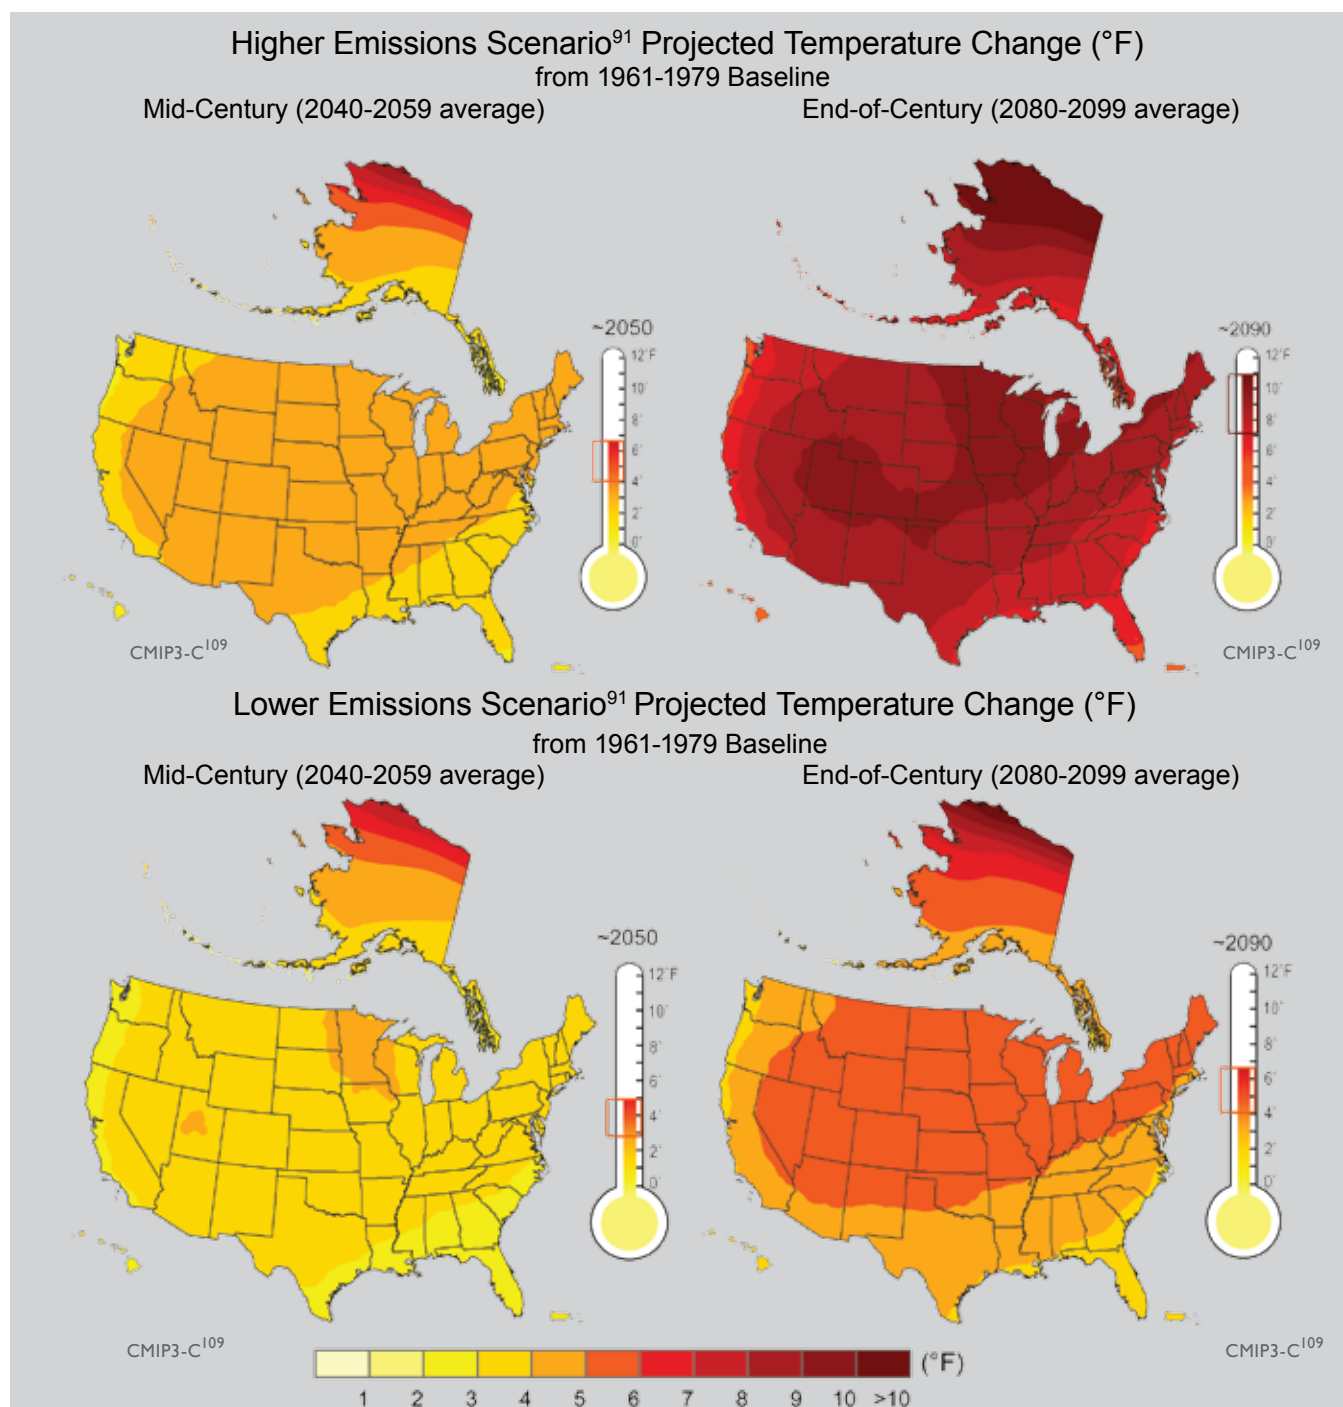 Higher Emissions Scenario91 Projected Temperature Change (°F)
from 1961-1979 Baseline
Mid-Century (2040-2059 average)
End-of-Century (2080-2099 average)
~2050
12°F
10°
8°
6°
4°
2°
0°
CMIP3-C109
~2090
12°F
10°
8°
6°
4°
2°
0°
CMIP3-C109
Lower Emissions Scenario91 Projected Temperature Change (°F)
from 1961-1979 Baseline
Mid-Century (2040-2059 average)
End-of-Century (2080-2099 average)
~2050
12°F
10°
8°
6°
4°
2°
0°
CMIP3-C109
~2090
12°F
10°
8°
6°
4°
2°
0°
CMIP3-C109
(°F)
1 2 3 4 5 6 7 8 9 10 >10